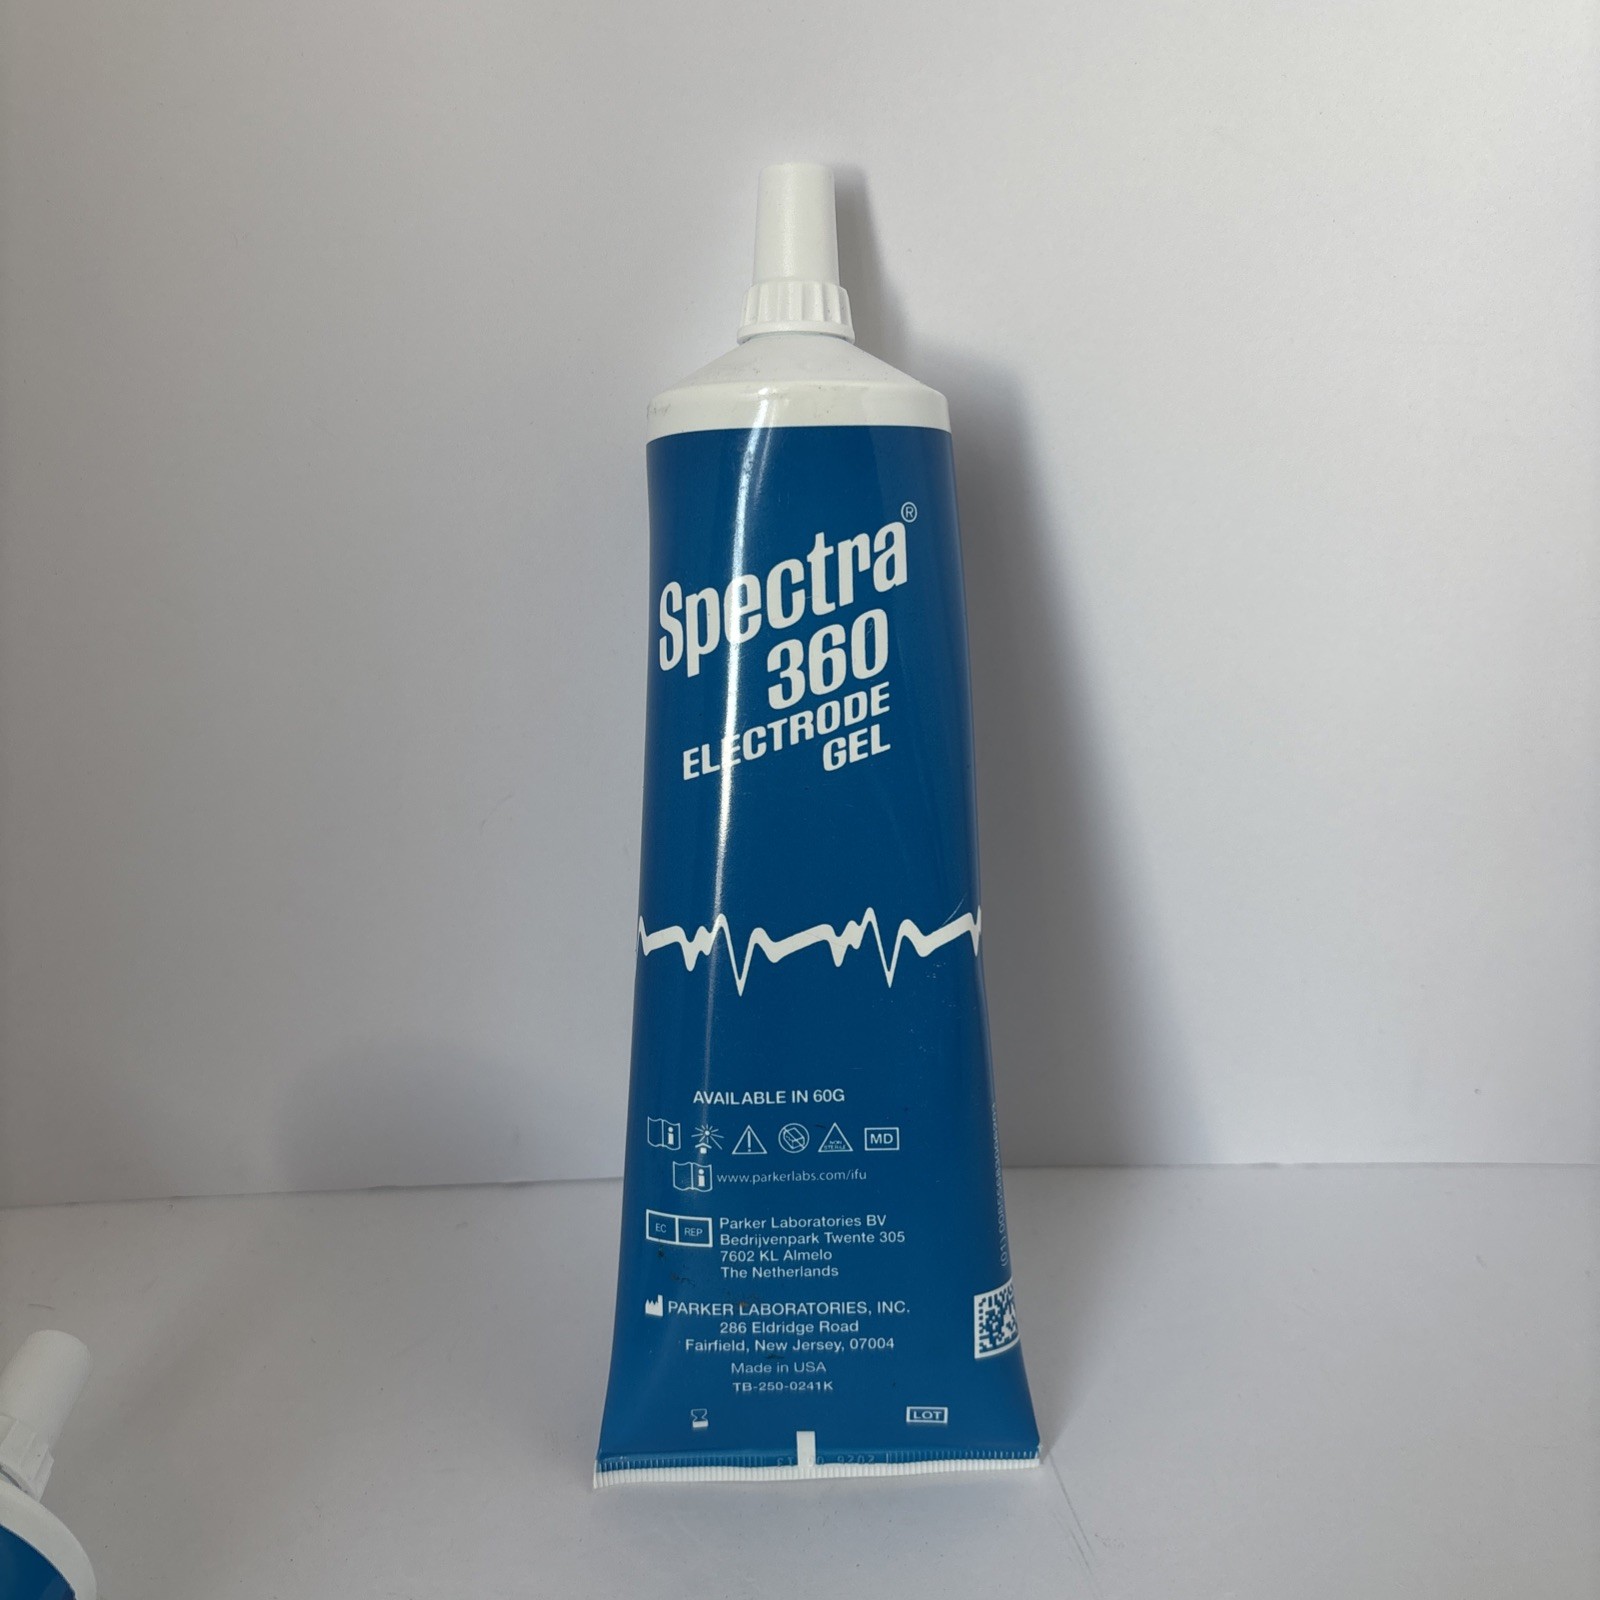 Spectra®
360
ELECTRODE
GEL
AVAILABLE IN 60G
NON
STERILE
MD
www.parkerlabs.com/ifu
EC REP
Parker Laboratories BV
Bedrijvenpark Twente 305
7602 KL Almelo
The Netherlands
PARKER LABORATORIES, INC.
286 Eldridge Road
Fairfield, New Jersey, 07004
Made in USA
TB-250-0241K
LOT